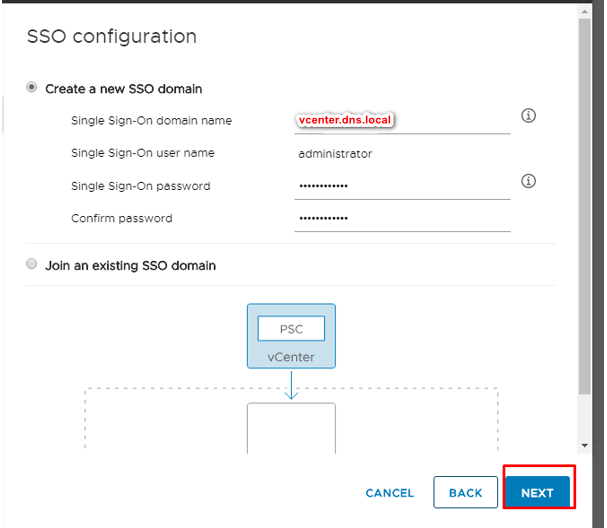 SSO configuration
Create a new SSO domain
Single Sign-On domain name vcenter.dns.local
Single Sign-On user name administrator
Single Sign-On password ••••••••••••
Confirm password ••••••••••••
Join an existing SSO domain
PSC
vCenter
CANCEL BACK NEXT